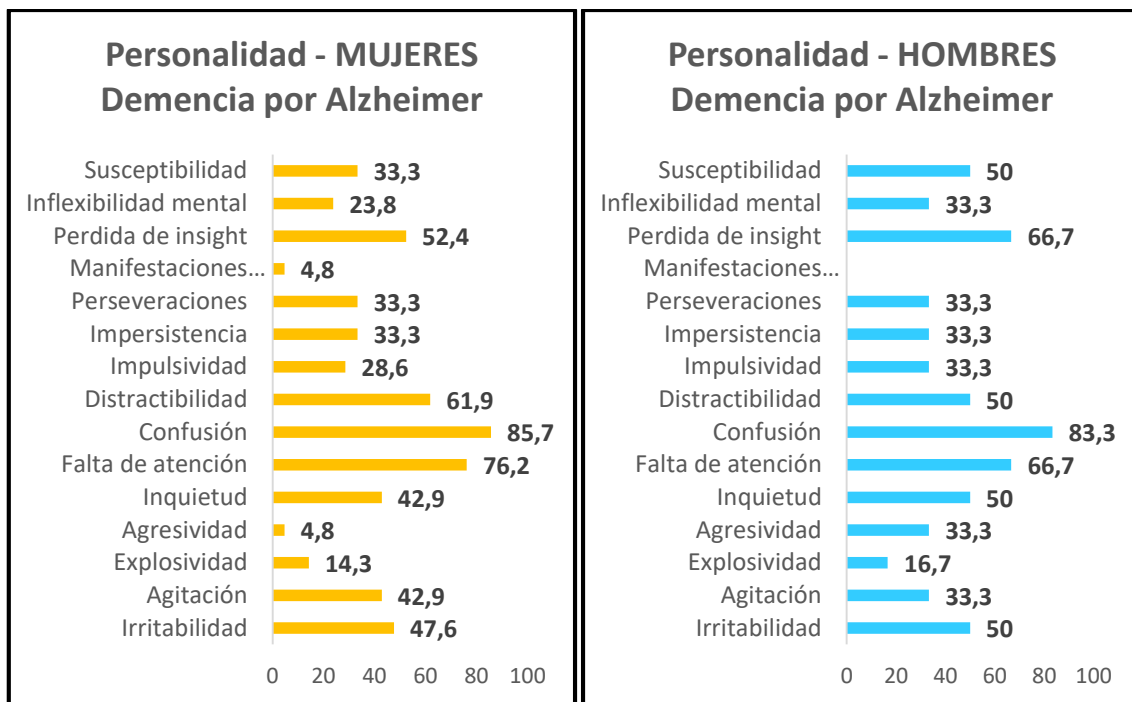 Personalidad - MUJERES
Demencia por Alzheimer
Susceptibilidad 33,3
Inflexibilidad mental 23,8
Perdida de insight 52,4
Manifestaciones… 4,8
Perseveraciones 33,3
Impersistencia 33,3
Impulsividad 28,6
Distractibilidad 61,9
Confusión 85,7
Falta de atención 76,2
Inquietud 42,9
Agresividad 4,8
Explosividad 14,3
Agitación 42,9
Irritabilidad 47,6
0 20 40 60 80 100
Personalidad - HOMBRES
Demencia por Alzheimer
Susceptibilidad 50
Inflexibilidad mental 33,3
Perdida de insight 66,7
Manifestaciones…
Perseveraciones 33,3
Impersistencia 33,3
Impulsividad 33,3
Distractibilidad 50
Confusión 83,3
Falta de atención 66,7
Inquietud 50
Agresividad 33,3
Explosividad 16,7
Agitación 33,3
Irritabilidad 50
0 20 40 60 80 100